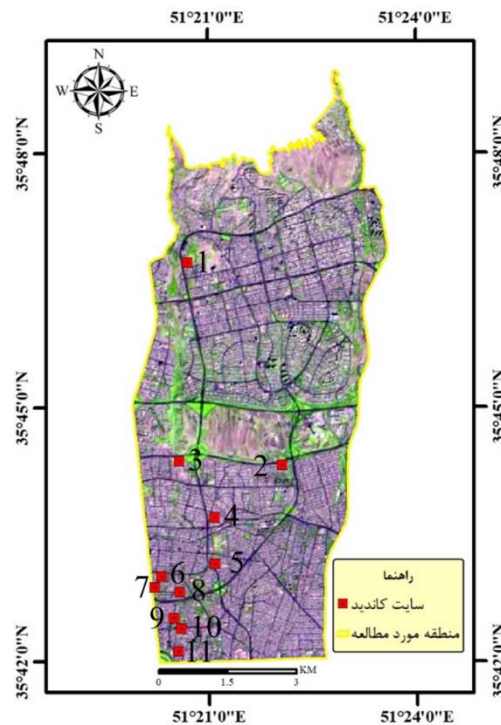 51°21'0"E 51°24'0"E
N
W E
S
35°48'0"N 35°48'0"N
1
35°45'0"N 35°45'0"N
3 2
4
5
6
7 8
9
10
11
راهنما
سایت کاندید
منطقه مورد مطالعه
35°42'0"N 35°42'0"N
KM
0 1.5 3
51°21'0"E 51°24'0"E